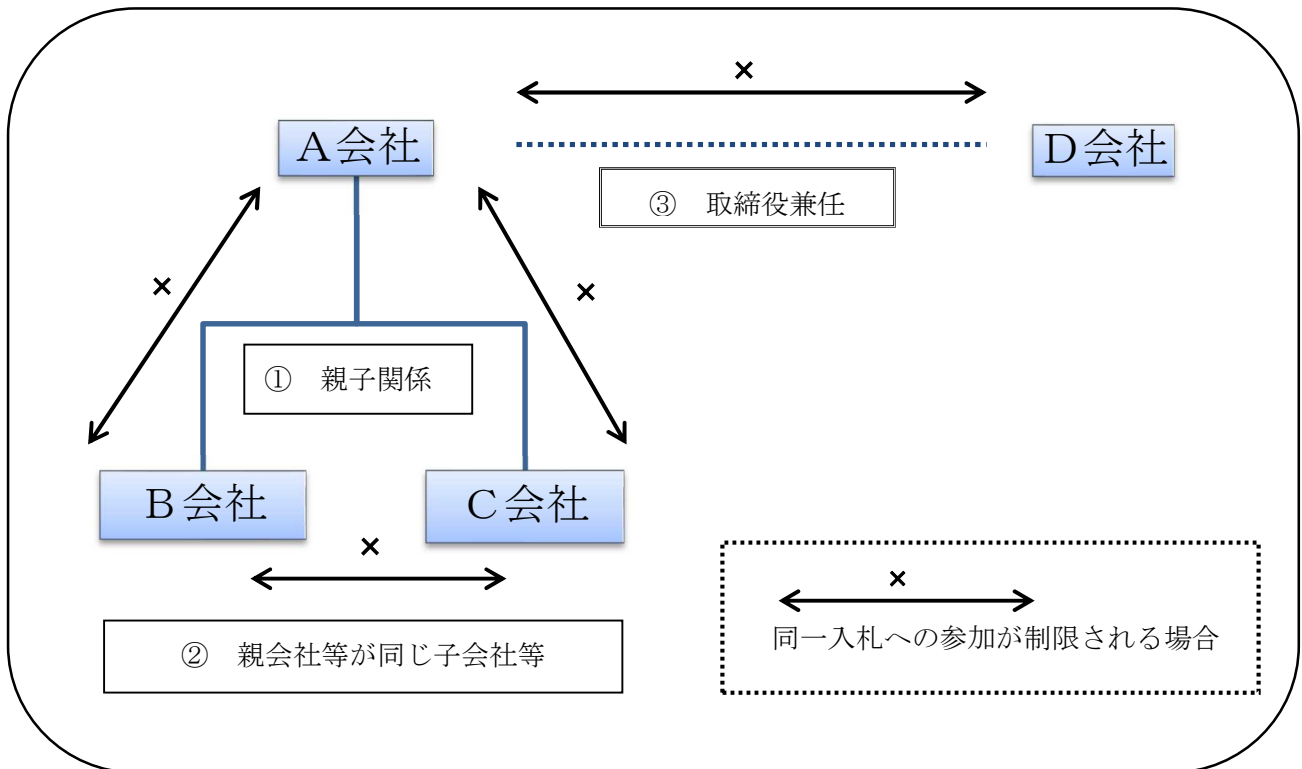 ×
A会社
D会社
③　取締役兼任
×
×
①　親子関係
B会社
C会社
×
②　親会社等が同じ子会社等
×
同一入札への参加が制限される場合